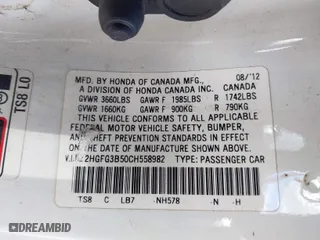 TS8 LO
MFD. BY HONDA OF CANADA MFG., 08/'12
A DIVISION OF HONDA CANADA INC.
GVWR 3660LBS GAWR F 1985LBS R 1742LBS
GVWR 1660KG GAWR F 900KG R 790KG
THIS VEHICLE CONFORMS TO ALL APPLICABLE
FEDERAL MOTOR VEHICLE SAFETY, BUMPER,
AND THEFT PREVENTION STANDARDS IN EFFECT
ON THE DATE OF MANUFACTURE SHOWN ABOVE.
V.I.N. 2HGFG3B50CH558982 TYPE: PASSENGER CAR
TS8 C LB7 NH578 N H
© autobidcar